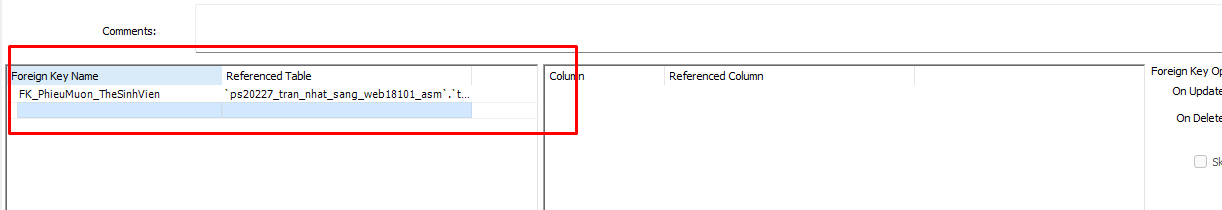 Comments:
Foreign Key Name Referenced Table Column Referenced Column Foreign Key Op
FK_PhieuMuon_TheSinhVien `ps20227_tran_nhat_sang_web18101_asm`.`t...
On Update
On Delete
Sk